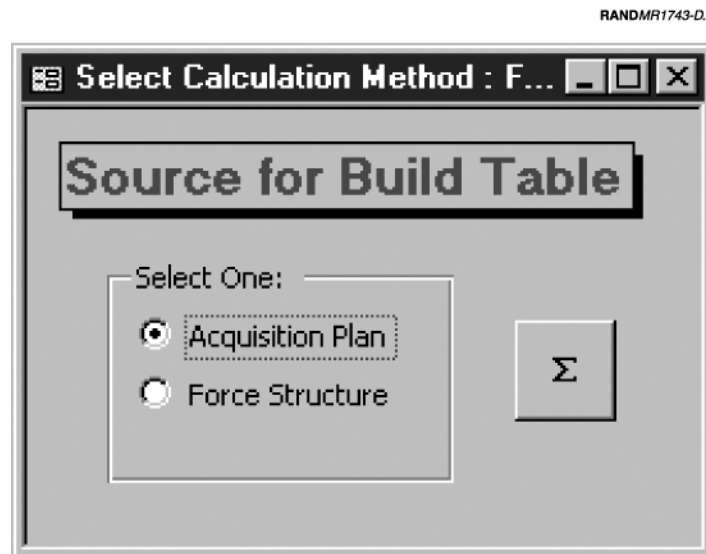 RANDMR1743-D.
Select Calculation Method : F...
Source for Build Table
Select One:
Acquisition Plan
Force Structure
Σ